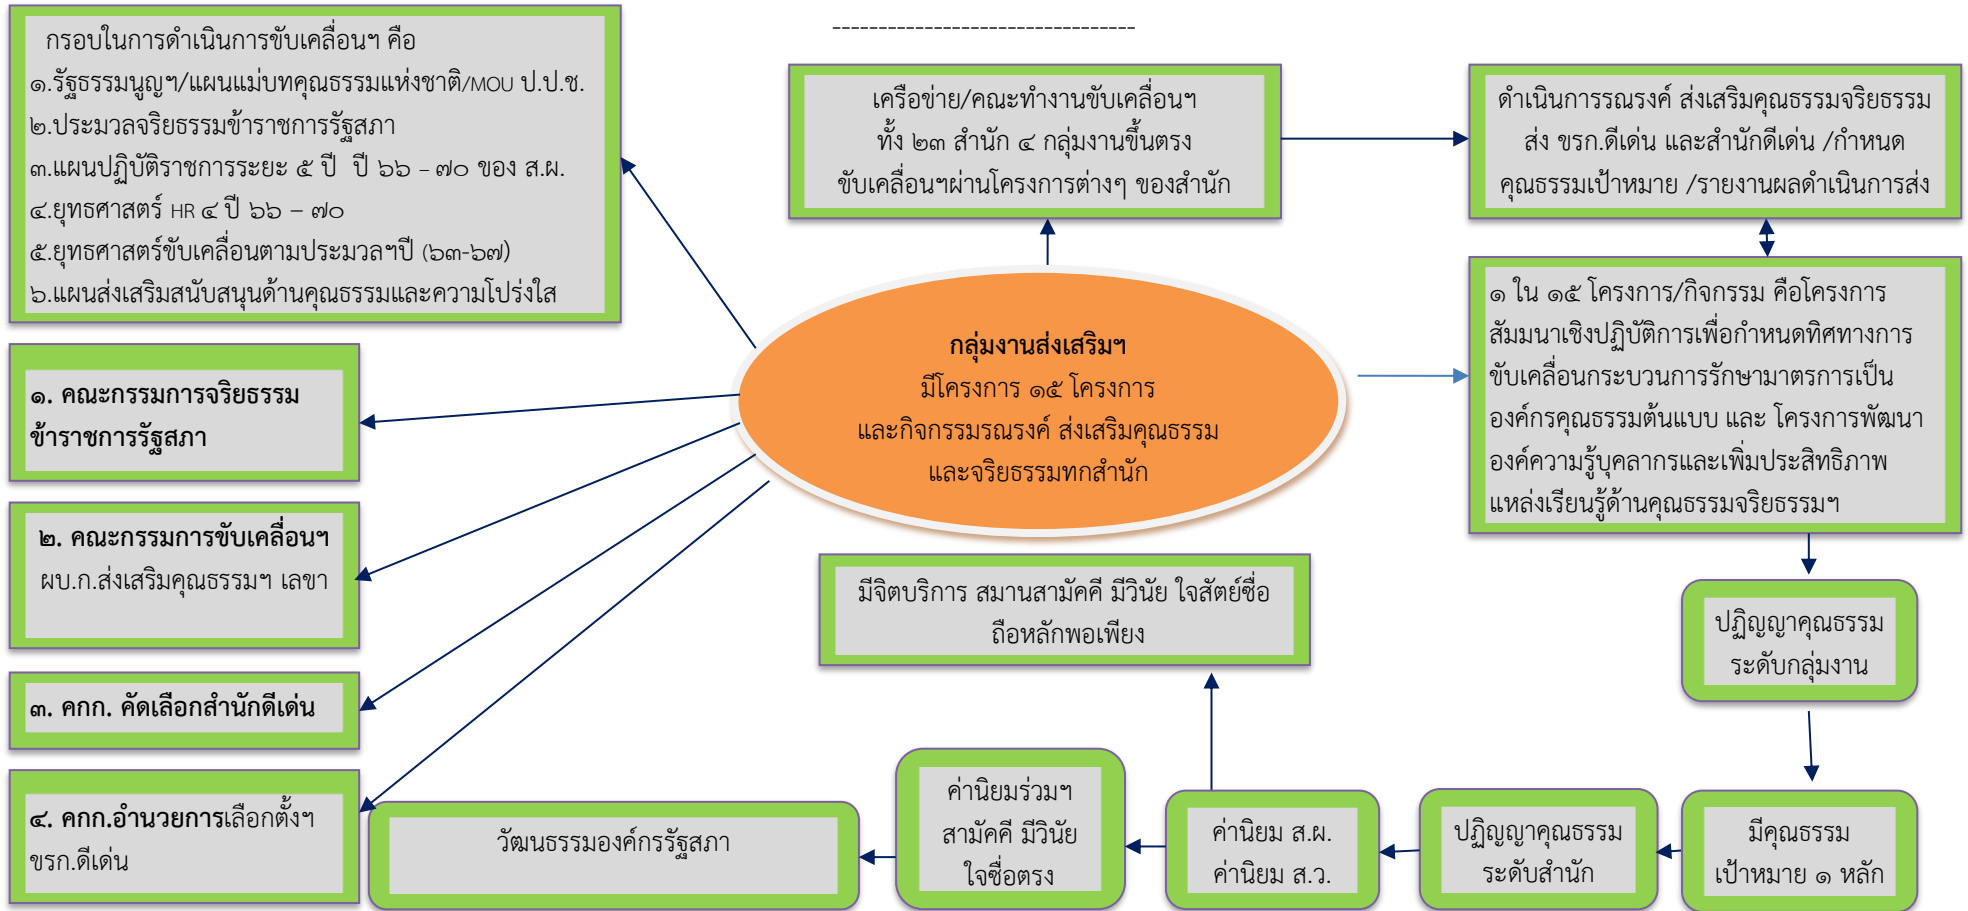 --------------------------------
กรอบในการดำเนินการขับเคลื่อนฯ คือ
๑.รัฐธรรมนูญฯ/แผนแม่บทคุณธรรมแห่งชาติ/MOU ป.ป.ช.
๒.ประมวลจริยธรรมข้าราชการรัฐสภา
๓.แผนปฏิบัติราชการระยะ ๕ ปี ปี ๖๖ – ๗๐ ของ ส.ผ.
๔.ยุทธศาสตร์ HR ๔ ปี ๖๖ – ๗๐
๕.ยุทธศาสตร์ขับเคลื่อนตามประมวลฯปี (๖๓-๖๗)
๖.แผนส่งเสริมสนับสนุนด้านคุณธรรมและความโปร่งใส
เครือข่าย/คณะทำงานขับเคลื่อนฯ
ทั้ง ๒๓ สำนัก ๔ กลุ่มงานขึ้นตรง
ขับเคลื่อนฯผ่านโครงการต่างๆ ของสำนัก
ดำเนินการรณรงค์ ส่งเสริมคุณธรรมจริยธรรม
ส่ง ขรก.ดีเด่น และสำนักดีเด่น /กำหนด
คุณธรรมเป้าหมาย /รายงานผลดำเนินการส่ง
กลุ่มงานส่งเสริมฯ
มีโครงการ ๑๕ โครงการ
และกิจกรรมรณรงค์ ส่งเสริมคุณธรรม
และจริยธรรมทกสำนัก
๑ ใน ๑๕ โครงการ/กิจกรรม คือโครงการ
สัมมนาเชิงปฏิบัติการเพื่อกำหนดทิศทางการ
ขับเคลื่อนกระบวนการรักษามาตรการเป็น
องค์กรคุณธรรมต้นแบบ และ โครงการพัฒนา
องค์ความรู้บุคลากรและเพิ่มประสิทธิภาพ
แหล่งเรียนรู้ด้านคุณธรรมจริยธรรมฯ
๑. คณะกรรมการจริยธรรม
ข้าราชการรัฐสภา
๒. คณะกรรมการขับเคลื่อนฯ
ผบ.ก.ส่งเสริมคุณธรรมฯ เลขา
๓. คกก. คัดเลือกสำนักดีเด่น
๔. คกก.อำนวยการเลือกตั้งฯ
ขรก.ดีเด่น
มีจิตบริการ สมานสามัคคี มีวินัย ใจสัตย์ซื่อ
ถือหลักพอเพียง
ปฏิญญาคุณธรรม
ระดับกลุ่มงาน
มีคุณธรรม
เป้าหมาย ๑ หลัก
ปฏิญญาคุณธรรม
ระดับสำนัก
ค่านิยม ส.ผ.
ค่านิยม ส.ว.
ค่านิยมร่วมฯ
สามัคคี มีวินัย
ใจซื่อตรง
วัฒนธรรมองค์กรรัฐสภา